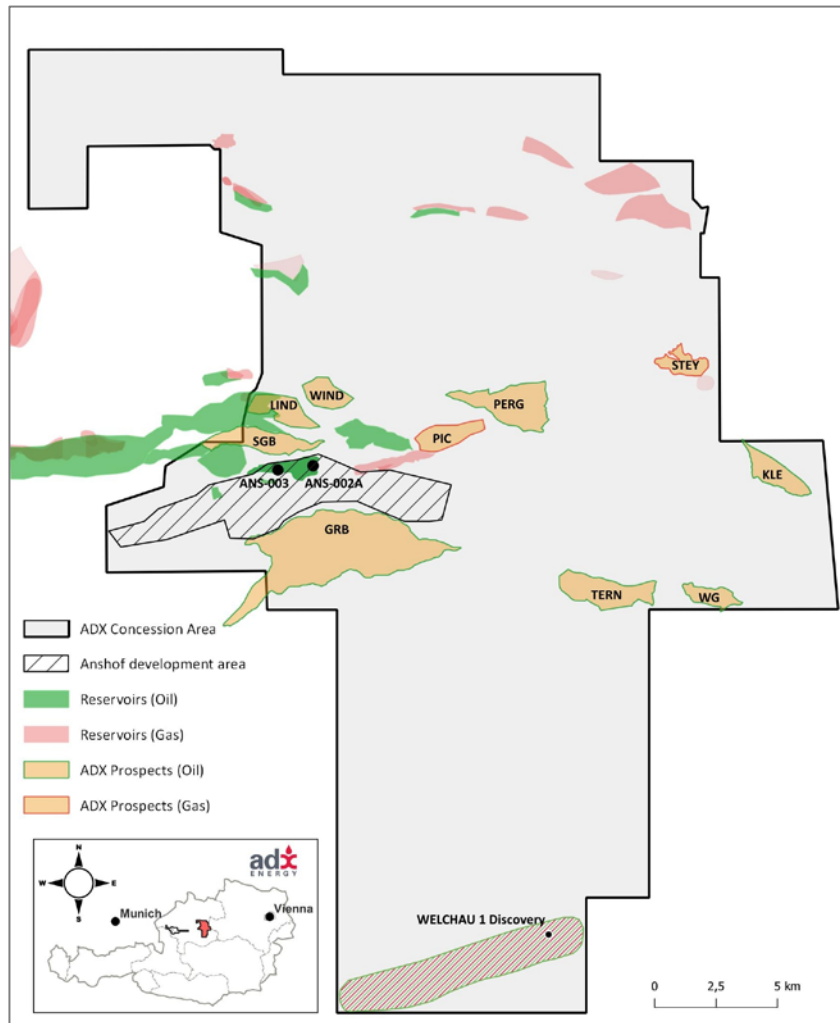 STEY
WIND
LIND
PERG
PIC
SGB
KLE
ANS-003
ANS-002A
GRB
TERN
WG
ADX Concession Area
Anshof development area
Reservoirs (Oil)
Reservoirs (Gas)
ADX Prospects (Oil)
ADX Prospects (Gas)
N
W E
S
adx
ENERGY
Munich
Vienna
WELCHAU 1 Discovery
0 2,5 5 km